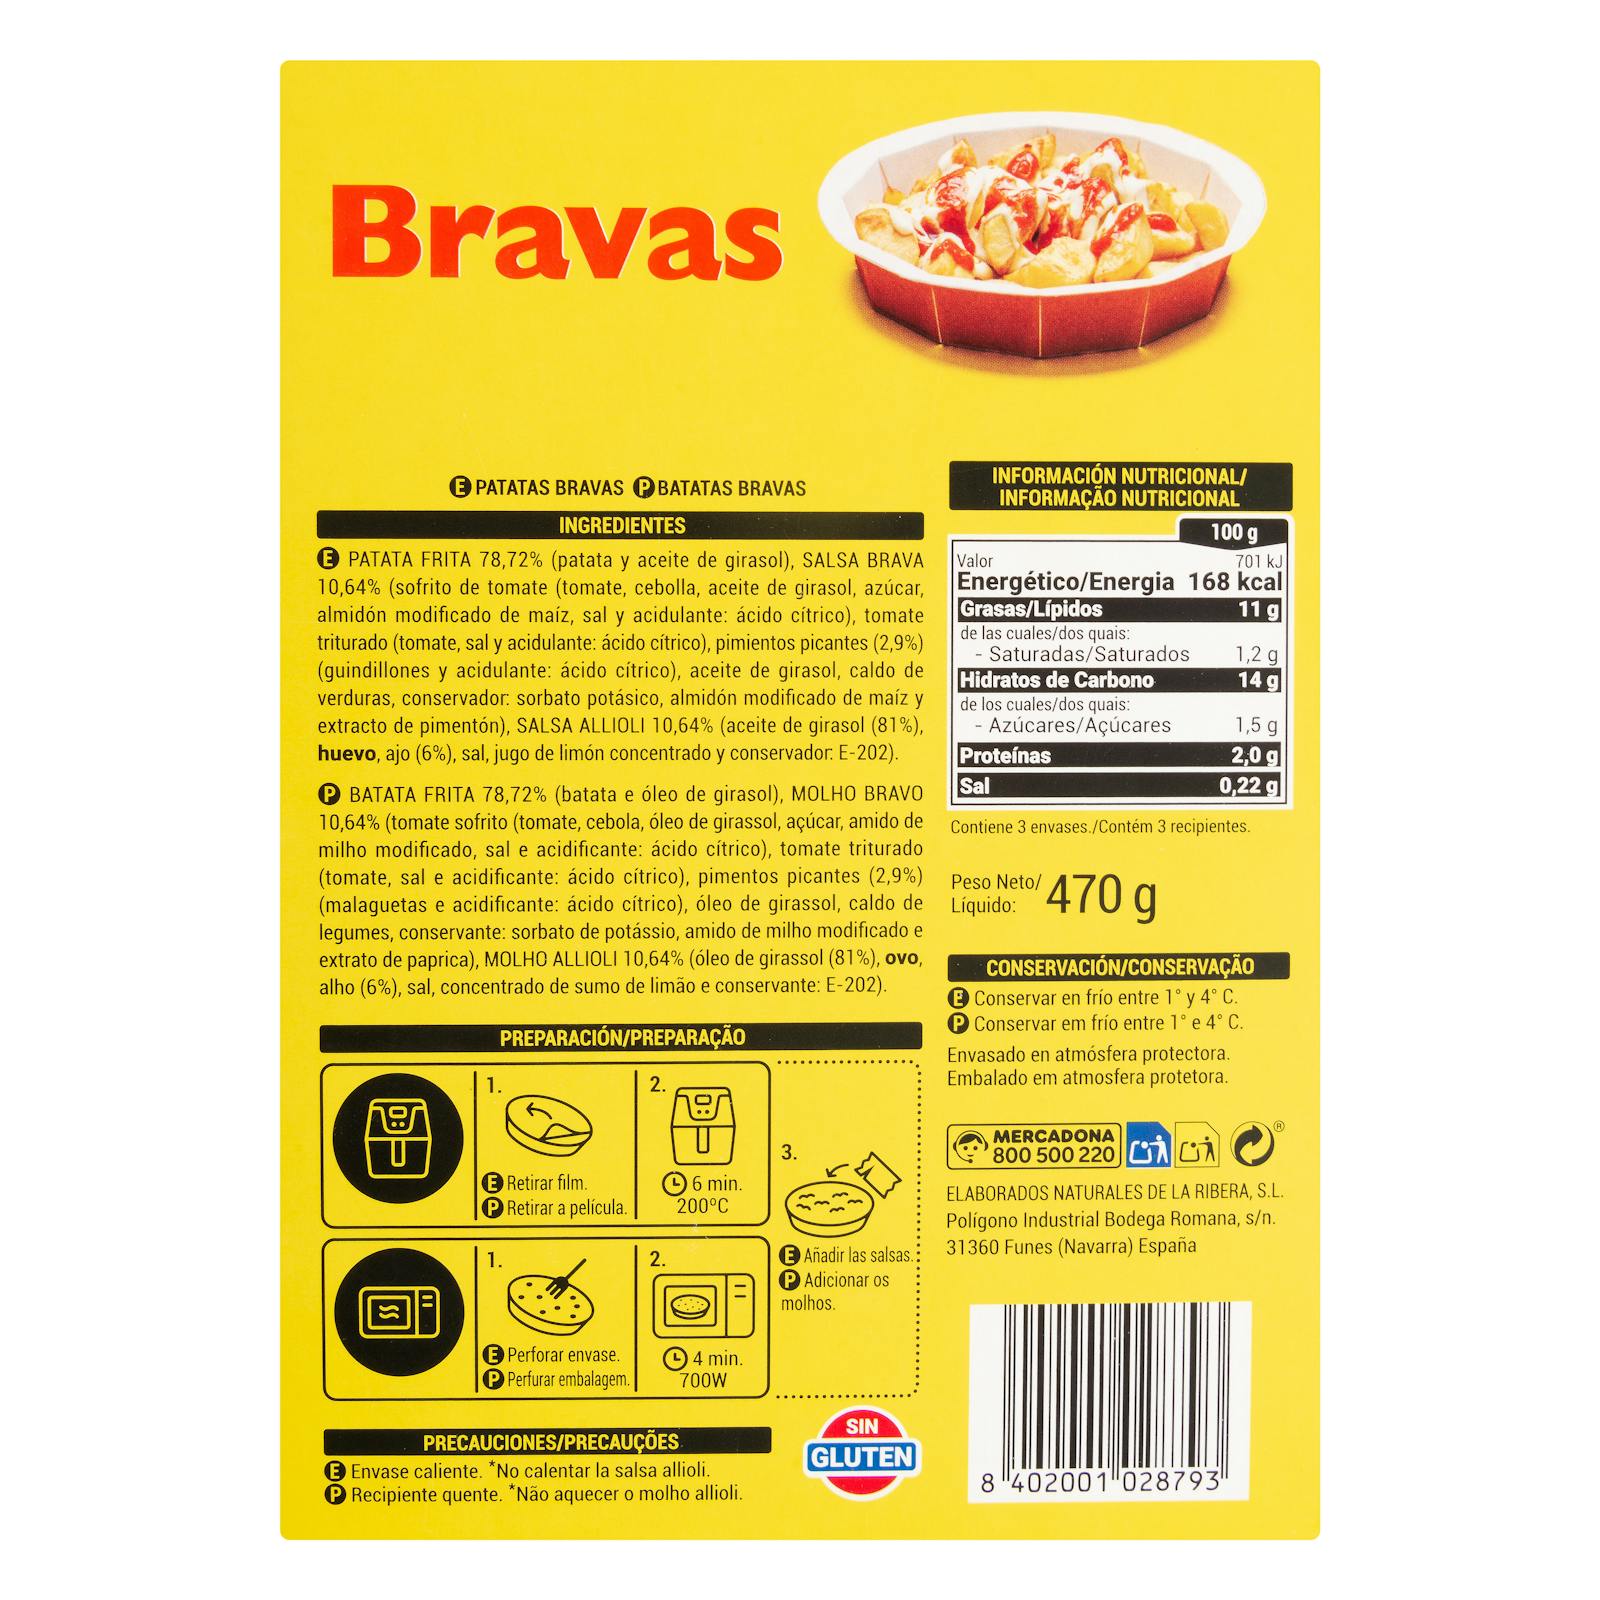 Bravas
E PATATAS BRAVAS P BATATAS BRAVAS
INGREDIENTES
E PATATA FRITA 78,72% (patata y aceite de girasol), SALSA BRAVA
10,64% (sofrito de tomate (tomate, cebolla, aceite de girasol, azúcar,
almidón modificado de maíz, sal y acidulante: ácido cítrico), tomate
triturado (tomate, sal y acidulante: ácido cítrico), pimientos picantes (2,9%)
(guindillones y acidulante: ácido cítrico), aceite de girasol, caldo de
verduras, conservador: sorbato potásico, almidón modificado de maíz y
extracto de pimentón), SALSA ALLIOLI 10,64% (aceite de girasol (81%),
huevo, ajo (6%), sal, jugo de limón concentrado y conservador: E-202).
P BATATA FRITA 78,72% (batata e óleo de girasol), MOLHO BRAVO
10,64% (tomate sofrito (tomate, cebola, óleo de girassol, açúcar, amido de
milho modificado, sal e acidificante: ácido cítrico), tomate triturado
(tomate, sal e acidificante: ácido cítrico), pimentos picantes (2,9%)
(malaguetas e acidificante: ácido cítrico), óleo de girassol, caldo de
legumes, conservante: sorbato de potássio, amido de milho modificado e
extrato de paprica), MOLHO ALLIOLI 10,64% (óleo de girassol (81%), ovo,
alho (6%), sal, concentrado de sumo de limão e conservante: E-202).
PREPARACIÓN/PREPARAÇÃO
1.
E Retirar film.
P Retirar a película.
2.
6 min.
200ºC
1.
E Perforar envase.
P Perfurar embalagem.
2.
4 min.
700W
3.
E Añadir las salsas.
P Adicionar os
molhos.
PRECAUCIONES/PRECAUÇÕES
E Envase caliente. *No calentar la salsa allioli.
P Recipiente quente. *Não aquecer o molho allioli.
SIN
GLUTEN
INFORMACIÓN NUTRICIONAL/
INFORMAÇÃO NUTRICIONAL
100 g
Valor 701 kJ
Energético/Energia 168 kcal
Grasas/Lípidos 11 g
de las cuales/dos quais:
- Saturadas/Saturados 1,2 g
Hidratos de Carbono 14 g
de los cuales/dos quais:
- Azúcares/Açúcares 1,5 g
Proteínas 2,0 g
Sal 0,22 g
Contiene 3 envases./Contém 3 recipientes.
Peso Neto/
Líquido: 470 g
CONSERVACIÓN/CONSERVAÇÃO
E Conservar en frío entre 1° y 4° C.
P Conservar em frío entre 1° e 4° C.
Envasado en atmósfera protectora.
Embalado em atmosfera protetora.
MERCADONA
800 500 220
®
ELABORADOS NATURALES DE LA RIBERA, S.L.
Polígono Industrial Bodega Romana, s/n.
31360 Funes (Navarra) España
8 402001 028793